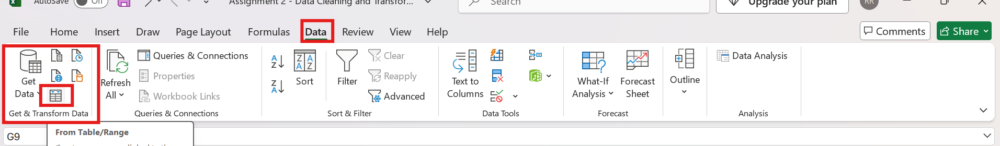 AutoSave Off Assignment 2 - Data Cleaning and Transfor... Search Upgrade your plan RR
File Home Insert Draw Page Layout Formulas Data Review View Help Comments Share
Get Data
Refresh All
Queries & Connections
Properties
Workbook Links
Sort
Filter
Clear
Reapply
Advanced
Text to Columns
What-If Analysis
Forecast Sheet
Outline
Data Analysis
Get & Transform Data Queries & Connections Sort & Filter Data Tools Forecast Analysis
From Table/Range
G9